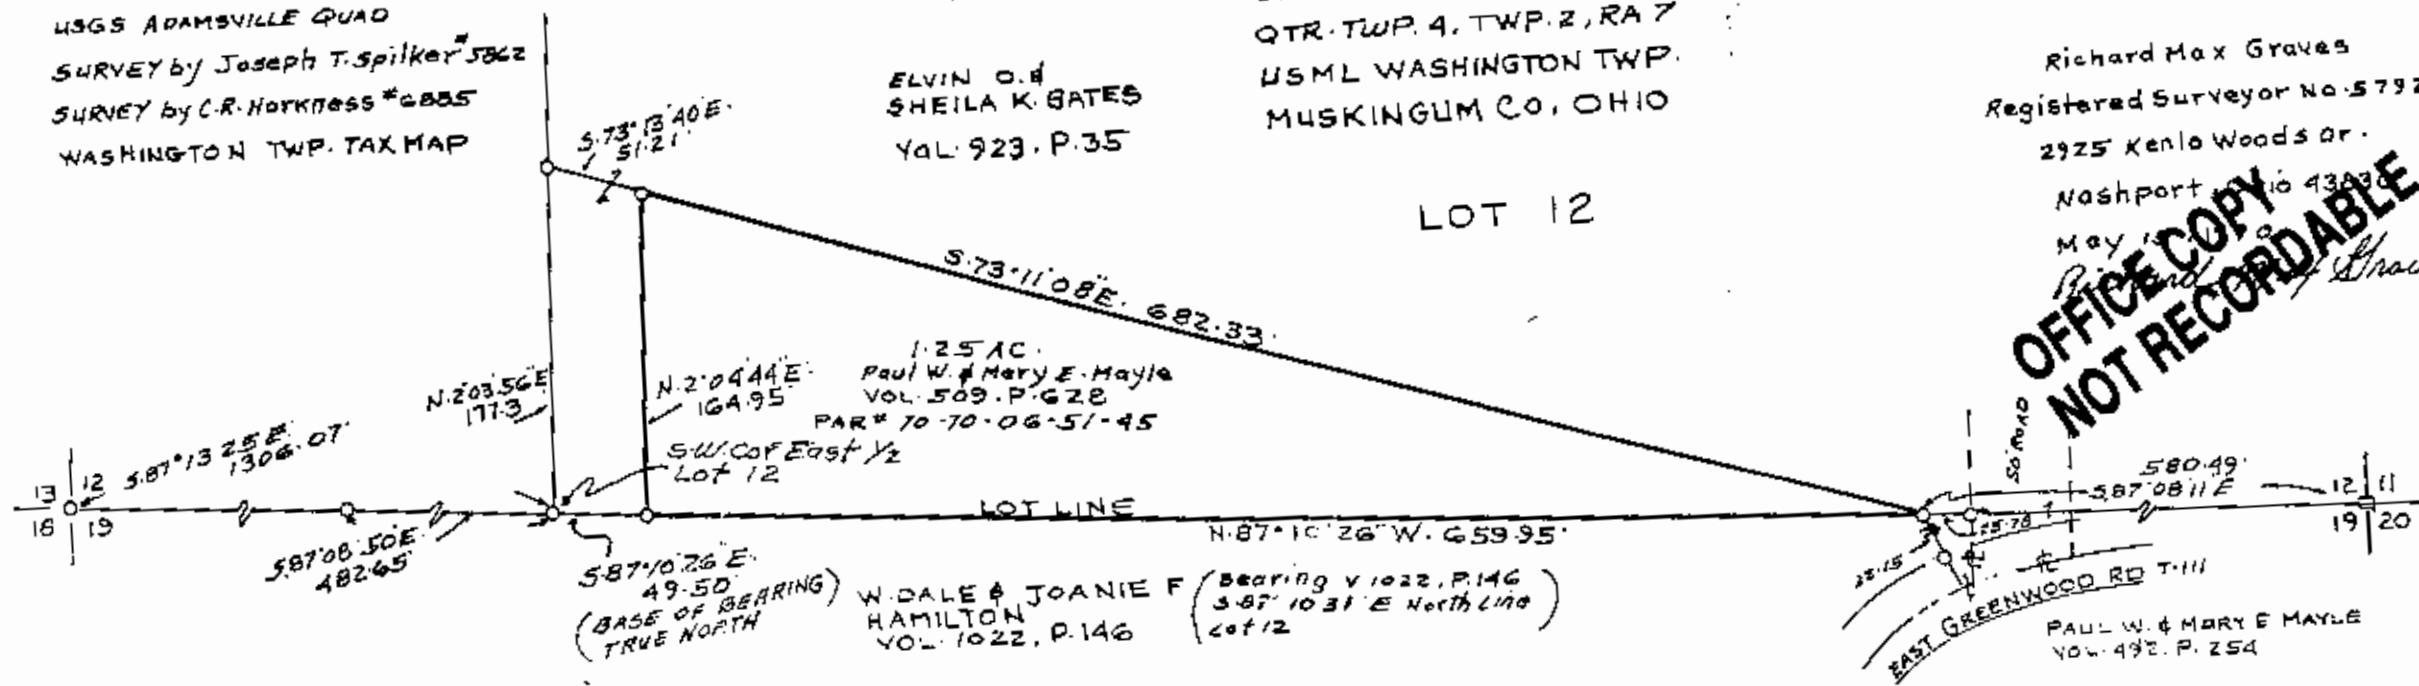 USGS ADAMSVILLE QUAD
SURVEY by Joseph T. Spilker #5862
SURVEY by C.R. Harkness #6885
WASHINGTON TWP. TAX MAP
QTR. TWP. 4, TWP. 2, RA 7
USML WASHINGTON TWP.
MUSKINGUM CO, OHIO
Richard Max Graves
Registered Surveyor No. 5792
2925 Kenlo Woods Dr.
Nashport
May
OFFICE COPY
NOT RECORDABLE
ELVIN O. &
SHEILA K. BATES
VOL. 923, P. 35
LOT 12
S. 73° 13' 40" E.
51.21'
S. 73° 11' 08" E. 682.33'
1.25 AC.
Paul W. & Mary E. Mayle
VOL. 509. P. 628
PAR# 70-70-06-51-45
N. 2° 03' 56" E
177.3
N. 2° 04' 44" E.
164.95'
S.W. Cor East 1/2
Lot 12
13 12
18 19
S. 87° 13' 25" E.
1306.07'
S. 87° 08' 50" E.
482.65'
S. 87° 10' 26" E.
49.50'
(BASE OF BEARING)
TRUE NORTH
LOT LINE
N. 87° 10' 26" W. 659.95'
W. DALE & JOANIE F
HAMILTON
VOL. 1022, P. 146
(Bearing V 1022, P. 146
S. 87° 10' 31" E North Line
Lot 12)
50' ROAD
580.49'
S. 87° 08' 11" E
12 11
19 20
25.78
25.15
EAST GREENWOOD RD T-111
PAUL W. & MARY E MAYLE
VOL. 492. P. 254